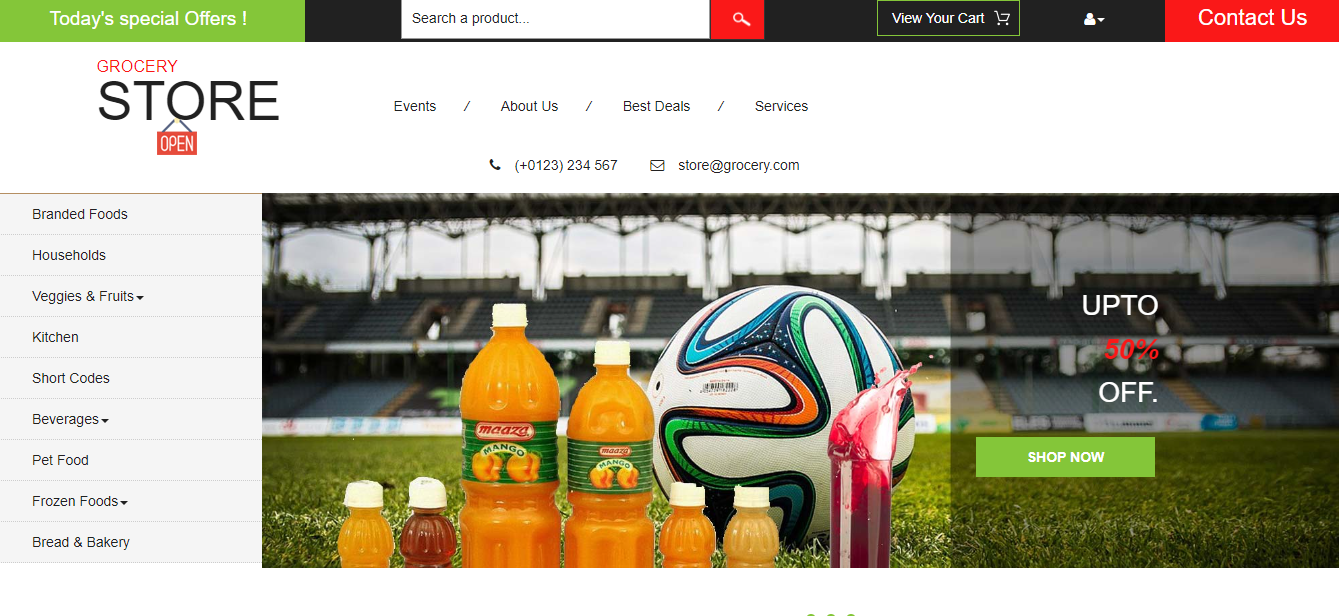 Today's special Offers !
Search a product...
View Your Cart
Contact Us
GROCERY
STORE
OPEN
Events / About Us / Best Deals / Services
(+0123) 234 567 store@grocery.com
Branded Foods
Households
Veggies & Fruits
Kitchen
Short Codes
Beverages
Pet Food
Frozen Foods
Bread & Bakery
maaza
MANGO
maaza
MANGO
UPTO
50%
OFF.
SHOP NOW